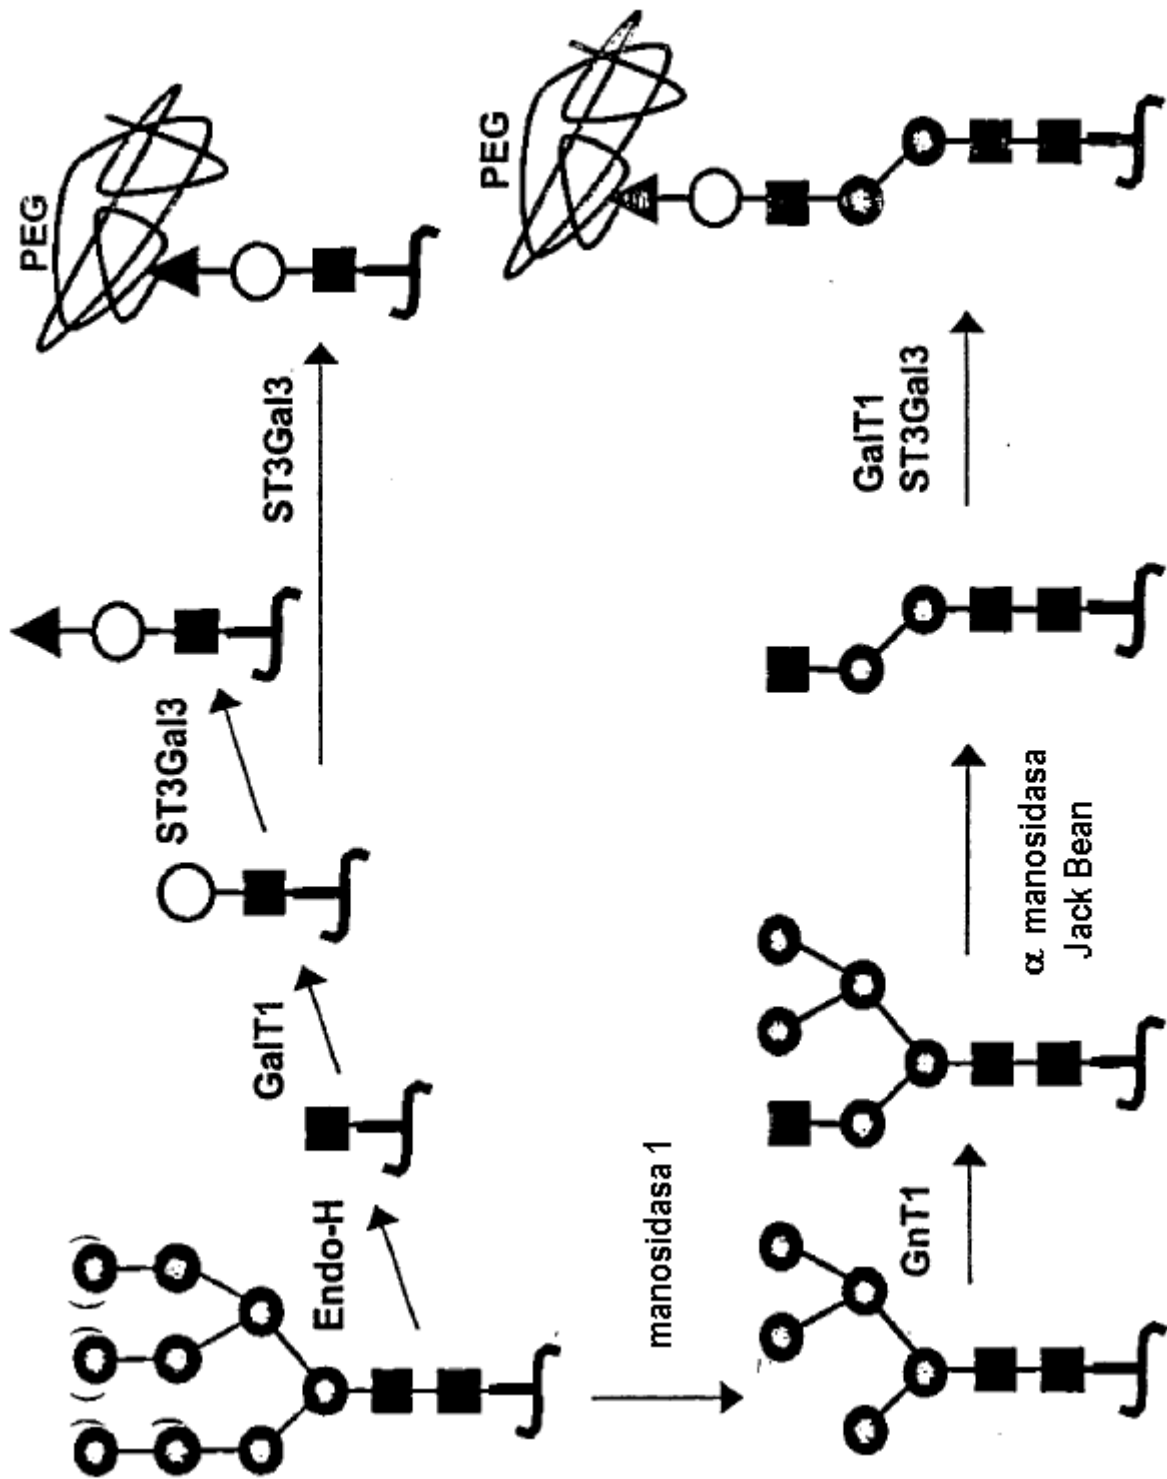 Endo-H
GalT1
ST3Gal3
ST3Gal3
PEG
manosidasa 1
GnT1
α manosidasa
Jack Bean
GalT1
ST3Gal3
PEG